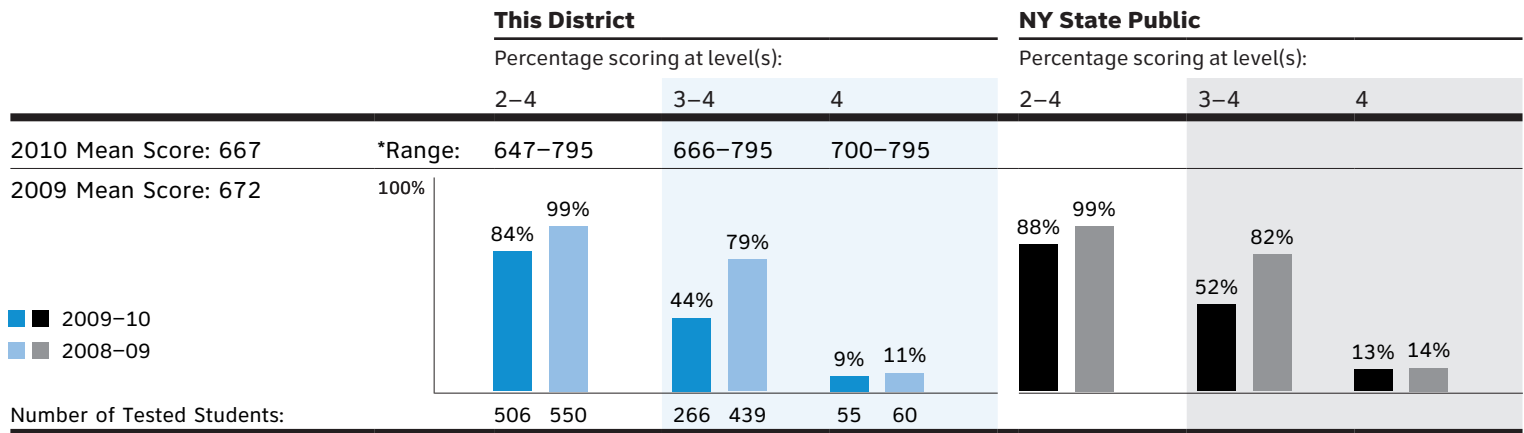 This District NY State Public
Percentage scoring at level(s): Percentage scoring at level(s):
2–4 3–4 4 2–4 3–4 4
2010 Mean Score: 667 *Range: 647–795 666–795 700–795
2009 Mean Score: 672 100%
84% 99% 44% 79% 9% 11% 88% 99% 52% 82% 13% 14%
2009–10
2008–09
Number of Tested Students: 506 550 266 439 55 60